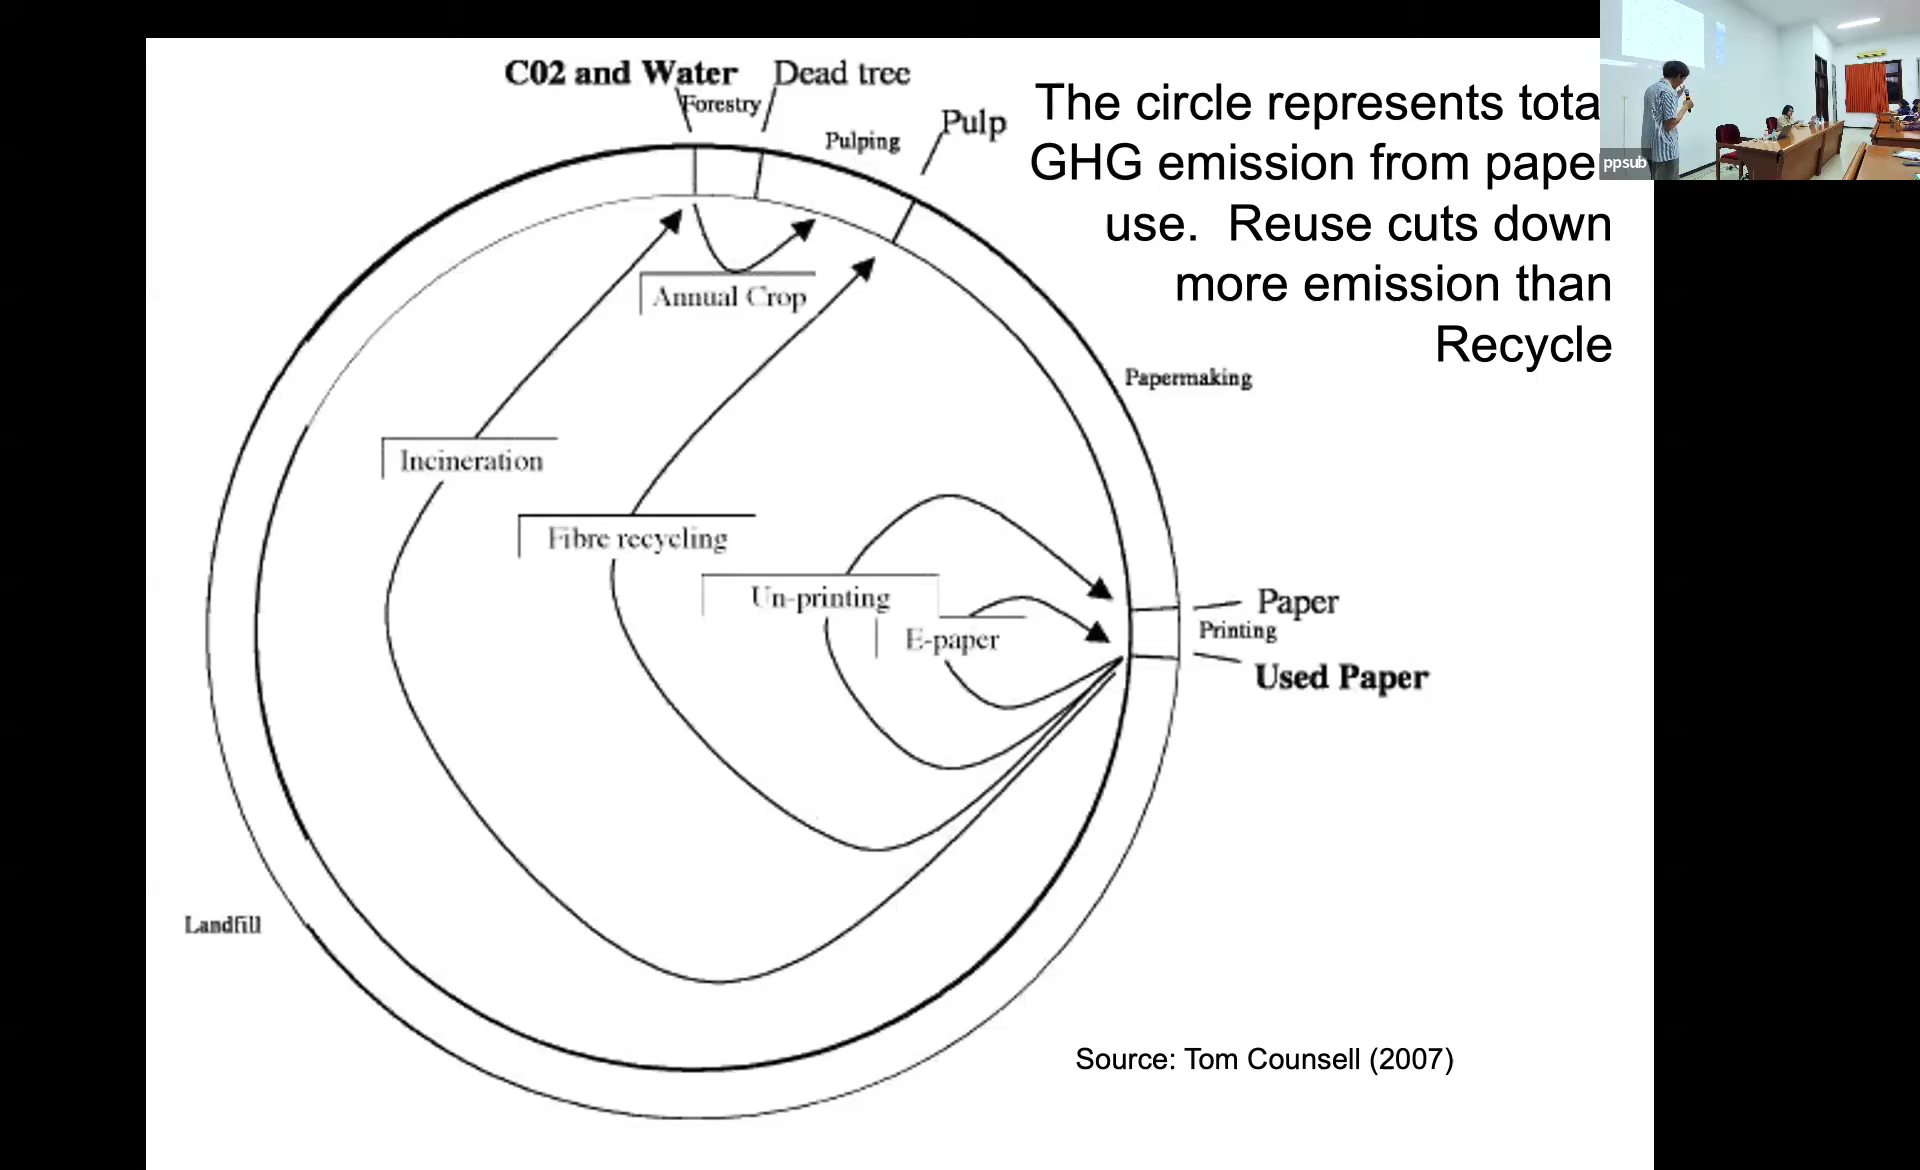 C02 and Water
Dead tree
Forestry
Pulping
Pulp
The circle represents tota
GHG emission from pape
use. Reuse cuts down
more emission than
Recycle
ppsub
Annual Crop
Papermaking
Incineration
Fibre recycling
Un-printing
E-paper
Paper
Printing
Used Paper
Landfill
Source: Tom Counsell (2007)